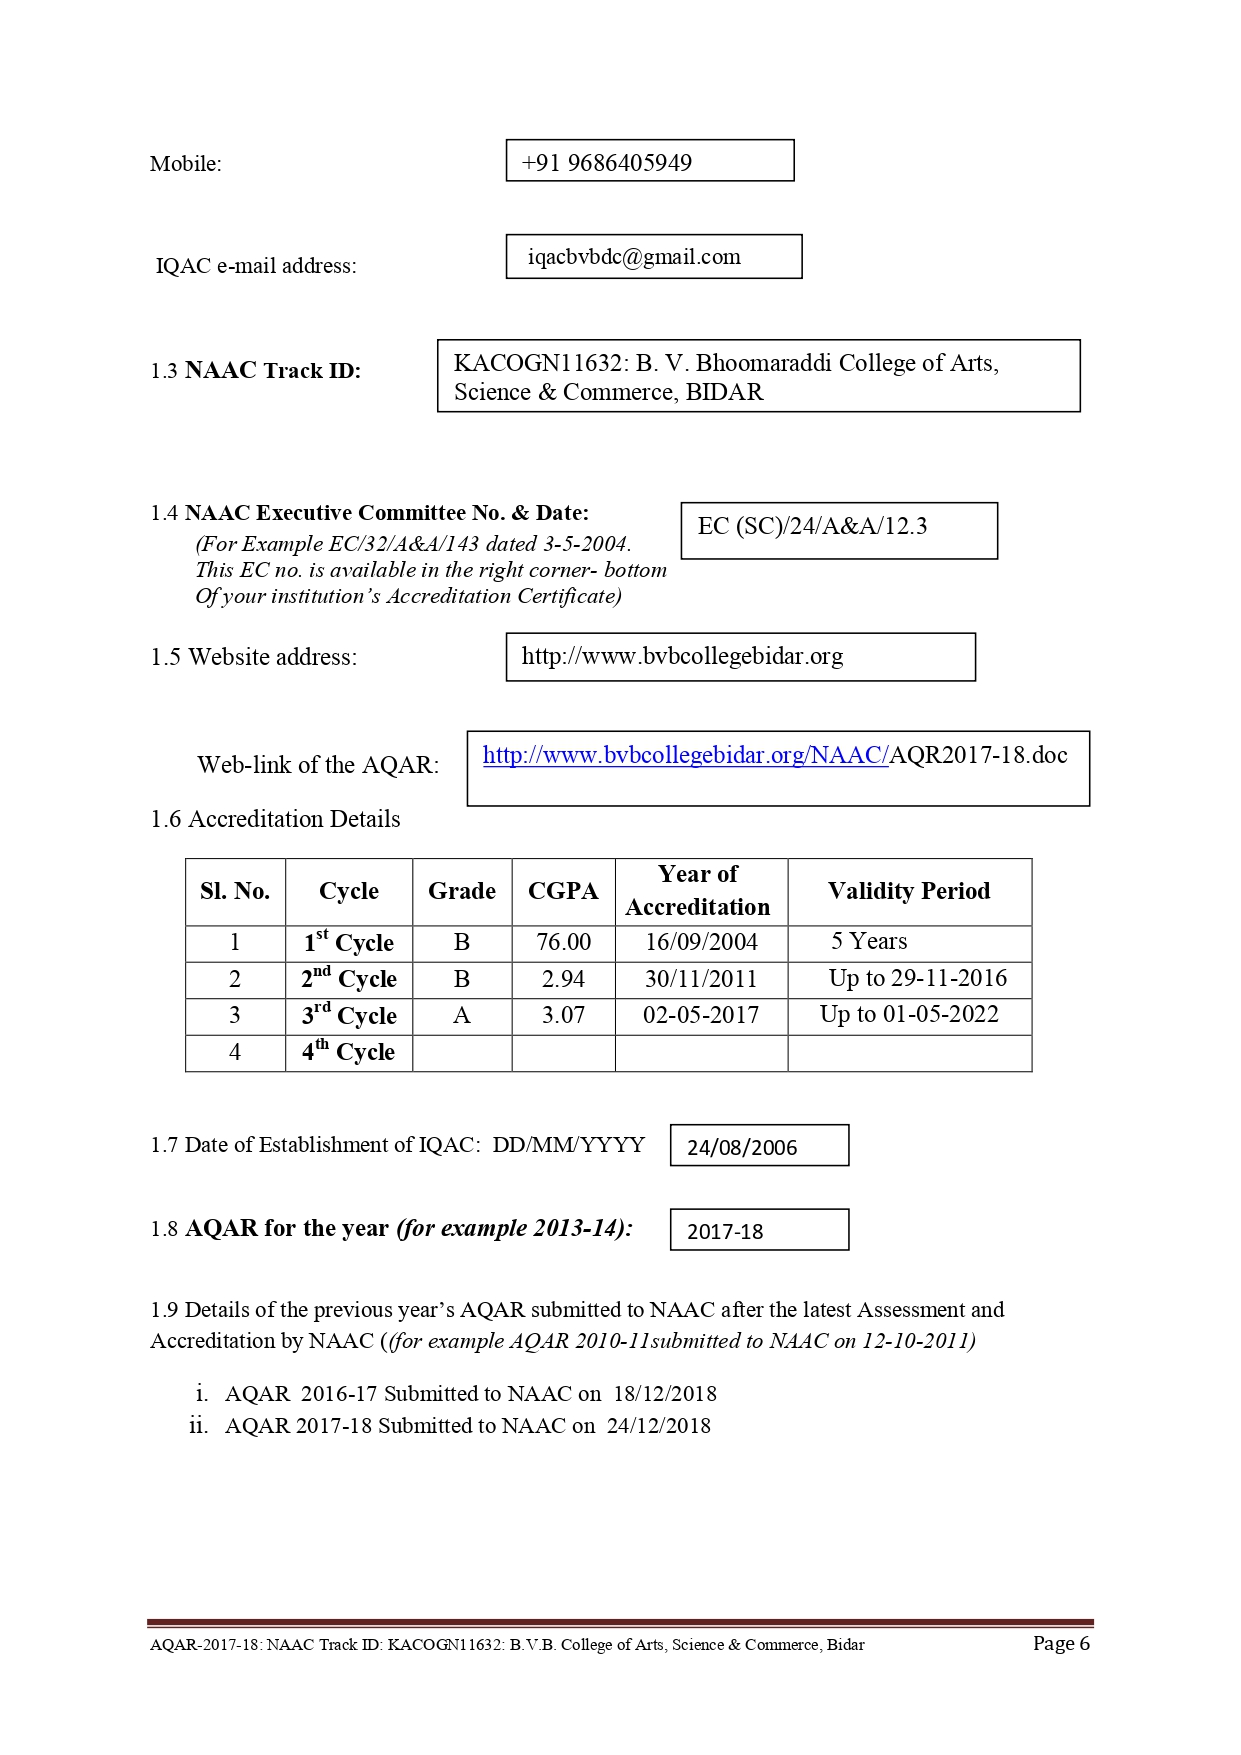 Mobile:
+91 9686405949
IQAC e-mail address:
iqacbvbdc@gmail.com
1.3 NAAC Track ID:
KACOGN11632: B. V. Bhoomaraddi College of Arts,
Science & Commerce, BIDAR
1.4 NAAC Executive Committee No. & Date:
EC (SC)/24/A&A/12.3
(For Example EC/32/A&A/143 dated 3-5-2004.
This EC no. is available in the right corner- bottom
Of your institution’s Accreditation Certificate)
1.5 Website address:
http://www.bvbcollegebidar.org
Web-link of the AQAR:
http://www.bvbcollegebidar.org/NAAC/AQR2017-18.doc
1.6 Accreditation Details
Sl. No. Cycle Grade CGPA Year of Accreditation Validity Period
1 1st Cycle B 76.00 16/09/2004 5 Years
2 2nd Cycle B 2.94 30/11/2011 Up to 29-11-2016
3 3rd Cycle A 3.07 02-05-2017 Up to 01-05-2022
4 4th Cycle
1.7 Date of Establishment of IQAC: DD/MM/YYYY
24/08/2006
1.8 AQAR for the year (for example 2013-14):
2017-18
1.9 Details of the previous year’s AQAR submitted to NAAC after the latest Assessment and
Accreditation by NAAC ((for example AQAR 2010-11submitted to NAAC on 12-10-2011)
i. AQAR 2016-17 Submitted to NAAC on 18/12/2018
ii. AQAR 2017-18 Submitted to NAAC on 24/12/2018
AQAR-2017-18: NAAC Track ID: KACOGN11632: B.V.B. College of Arts, Science & Commerce, Bidar Page 6